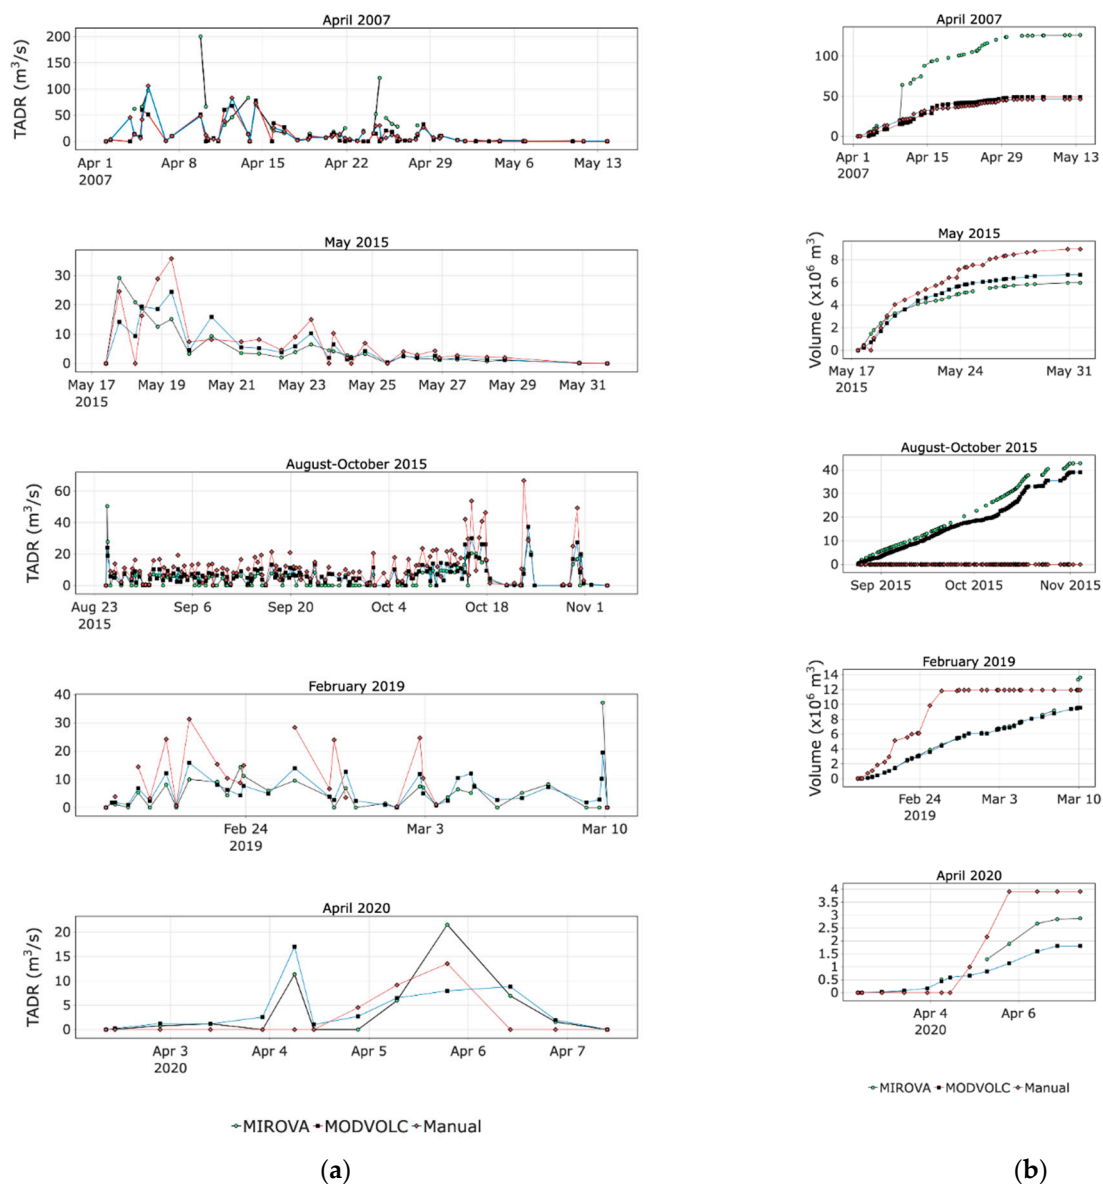 April 2007
TADR (m³/s)
200
150
100
50
0
Apr 1
2007
Apr 8
Apr 15
Apr 22
Apr 29
May 6
May 13
May 2015
30
20
10
0
May 17
2015
May 19
May 21
May 23
May 25
May 27
May 29
May 31
August-October 2015
TADR (m³/s)
60
40
20
0
Aug 23
2015
Sep 6
Sep 20
Oct 4
Oct 18
Nov 1
February 2019
40
30
20
10
0
Feb 24
2019
Mar 3
Mar 10
April 2020
TADR (m³/s)
20
15
10
5
0
Apr 3
2020
Apr 4
Apr 5
Apr 6
Apr 7
MIROVA MODVOLC Manual
(a)
April 2007
100
50
0
Apr 1
2007
Apr 15
Apr 29
May 13
May 2015
Volume (x10⁶ m³)
8
6
4
2
0
May 17
2015
May 24
May 31
August-October 2015
40
30
20
10
0
Sep 2015
Oct 2015
Nov 2015
February 2019
Volume (x10⁶ m³)
14
12
10
8
6
4
2
0
Feb 24
2019
Mar 3
Mar 10
April 2020
4
3.5
3
2.5
2
1.5
1
0.5
0
Apr 4
2020
Apr 6
MIROVA MODVOLC Manual
(b)